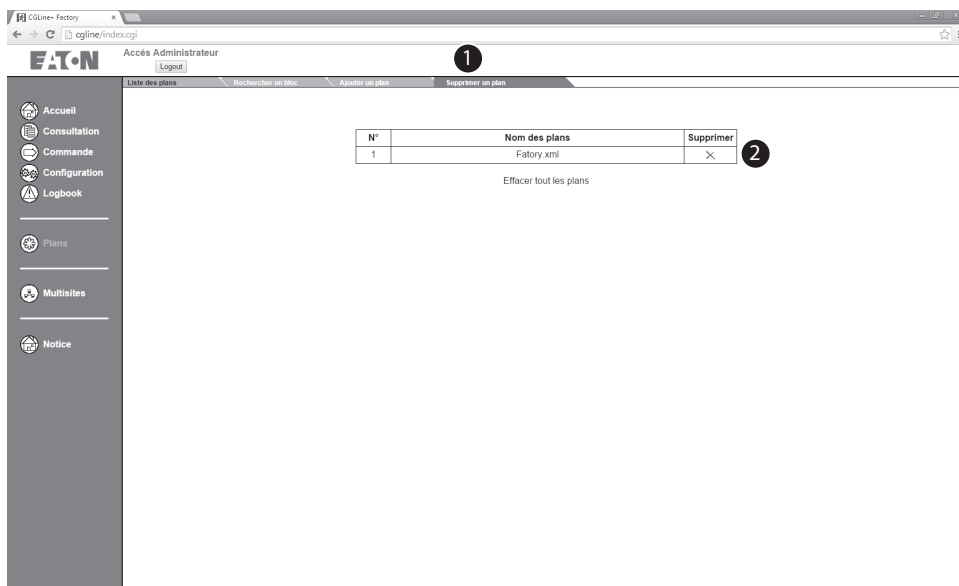 CGLine+ Factory
cgline/index.cgi
EATON
Accés Administrateur
Logout
1
Liste des plans
Rechercher un bloc
Ajouter un plan
Supprimer un plan
Accueil
Consultation
Commande
Configuration
Logbook
Plans
Multisites
Notice
N° Nom des plans Supprimer
1 Fatory.xml
2
Effacer tout les plans